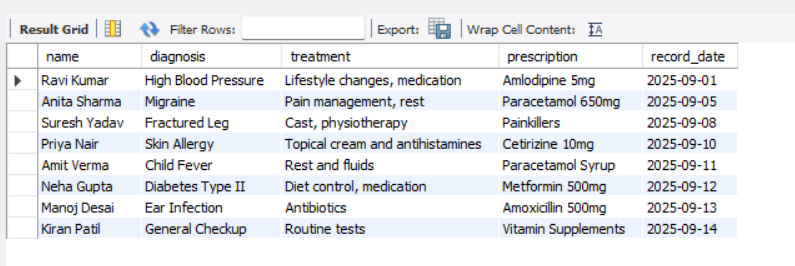 Result Grid Filter Rows: Export: Wrap Cell Content:
name diagnosis treatment prescription record_date
Ravi Kumar High Blood Pressure Lifestyle changes, medication Amlodipine 5mg 2025-09-01
Anita Sharma Migraine Pain management, rest Paracetamol 650mg 2025-09-05
Suresh Yadav Fractured Leg Cast, physiotherapy Painkillers 2025-09-08
Priya Nair Skin Allergy Topical cream and antihistamines Cetirizine 10mg 2025-09-10
Amit Verma Child Fever Rest and fluids Paracetamol Syrup 2025-09-11
Neha Gupta Diabetes Type II Diet control, medication Metformin 500mg 2025-09-12
Manoj Desai Ear Infection Antibiotics Amoxicillin 500mg 2025-09-13
Kiran Patil General Checkup Routine tests Vitamin Supplements 2025-09-14